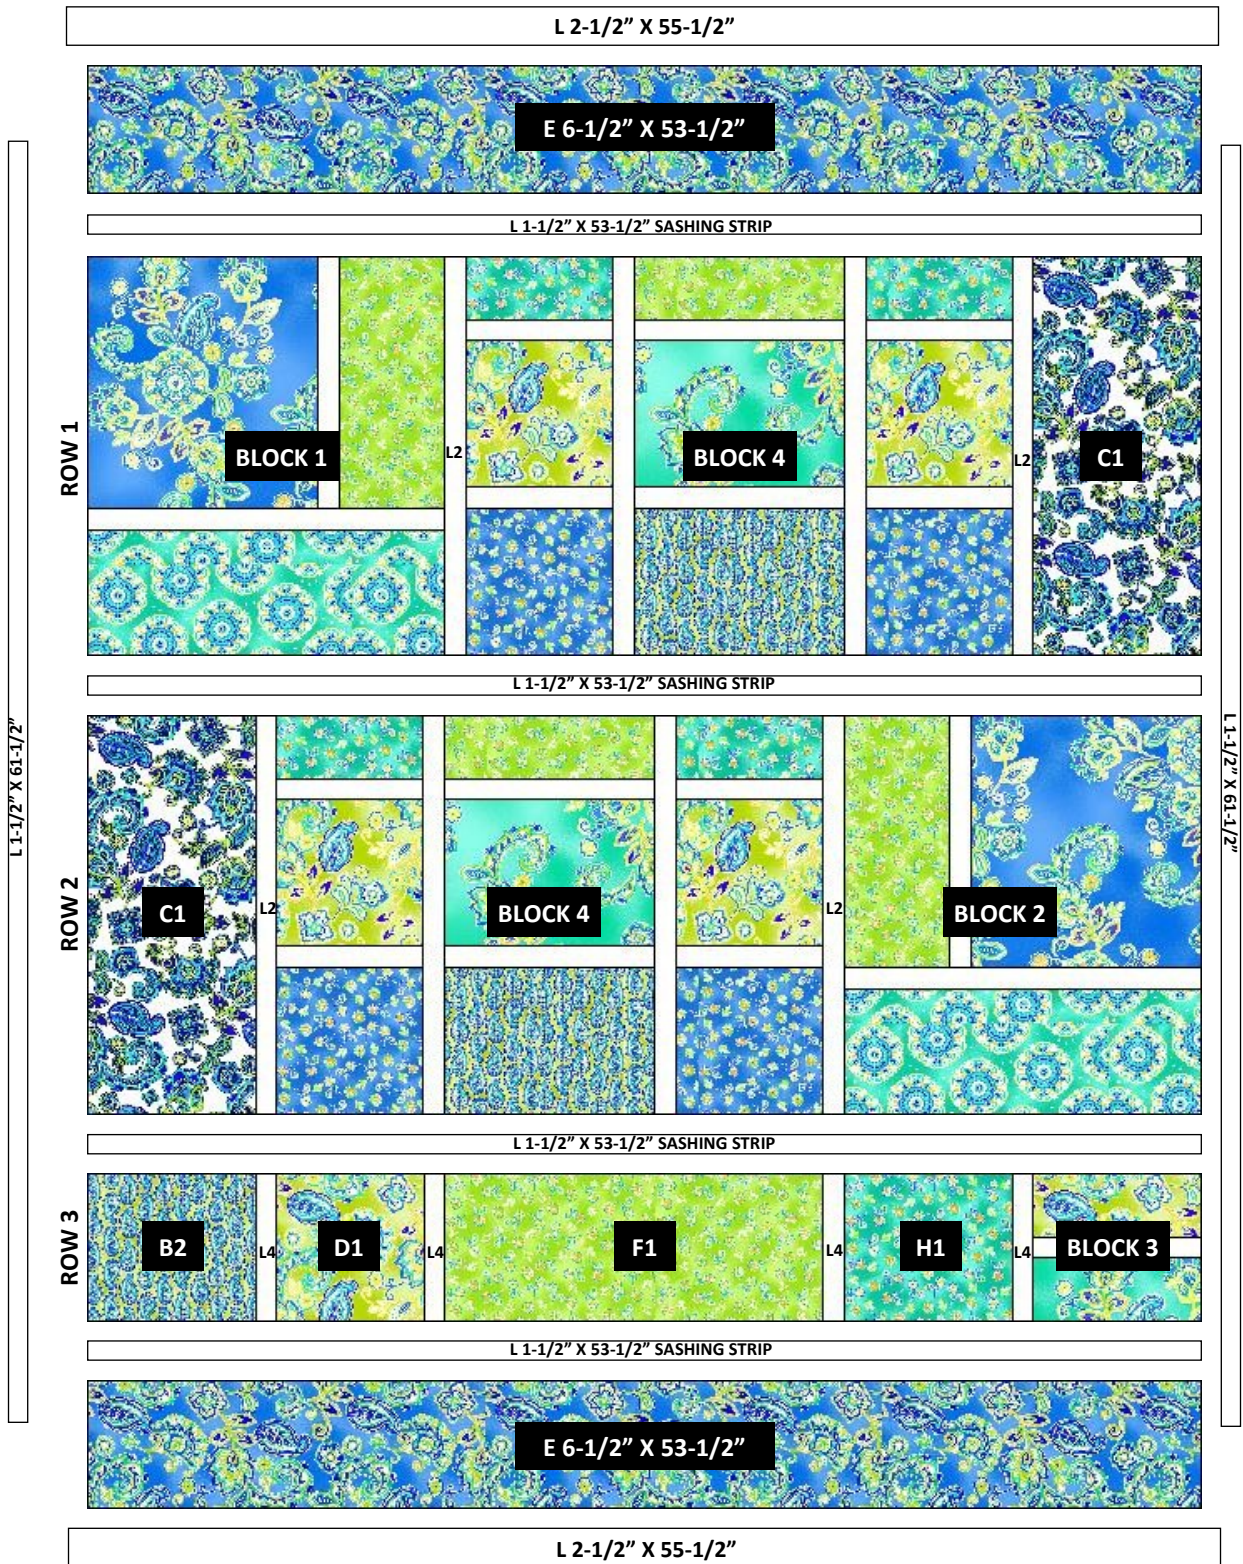 L 2-1/2” X 55-1/2”
E 6-1/2” X 53-1/2”
L 1-1/2” X 53-1/2” SASHING STRIP
ROW 1
BLOCK 1
L2
BLOCK 4
L2
C1
L 1-1/2” X 53-1/2” SASHING STRIP
L 1-1/2” X 61-1/2”
L 1-1/2” X 61-1/2”
ROW 2
C1
L2
BLOCK 4
L2
BLOCK 2
L 1-1/2” X 53-1/2” SASHING STRIP
ROW 3
B2
L4
D1
L4
F1
L4
H1
L4
BLOCK 3
L 1-1/2” X 53-1/2” SASHING STRIP
E 6-1/2” X 53-1/2”
L 2-1/2” X 55-1/2”